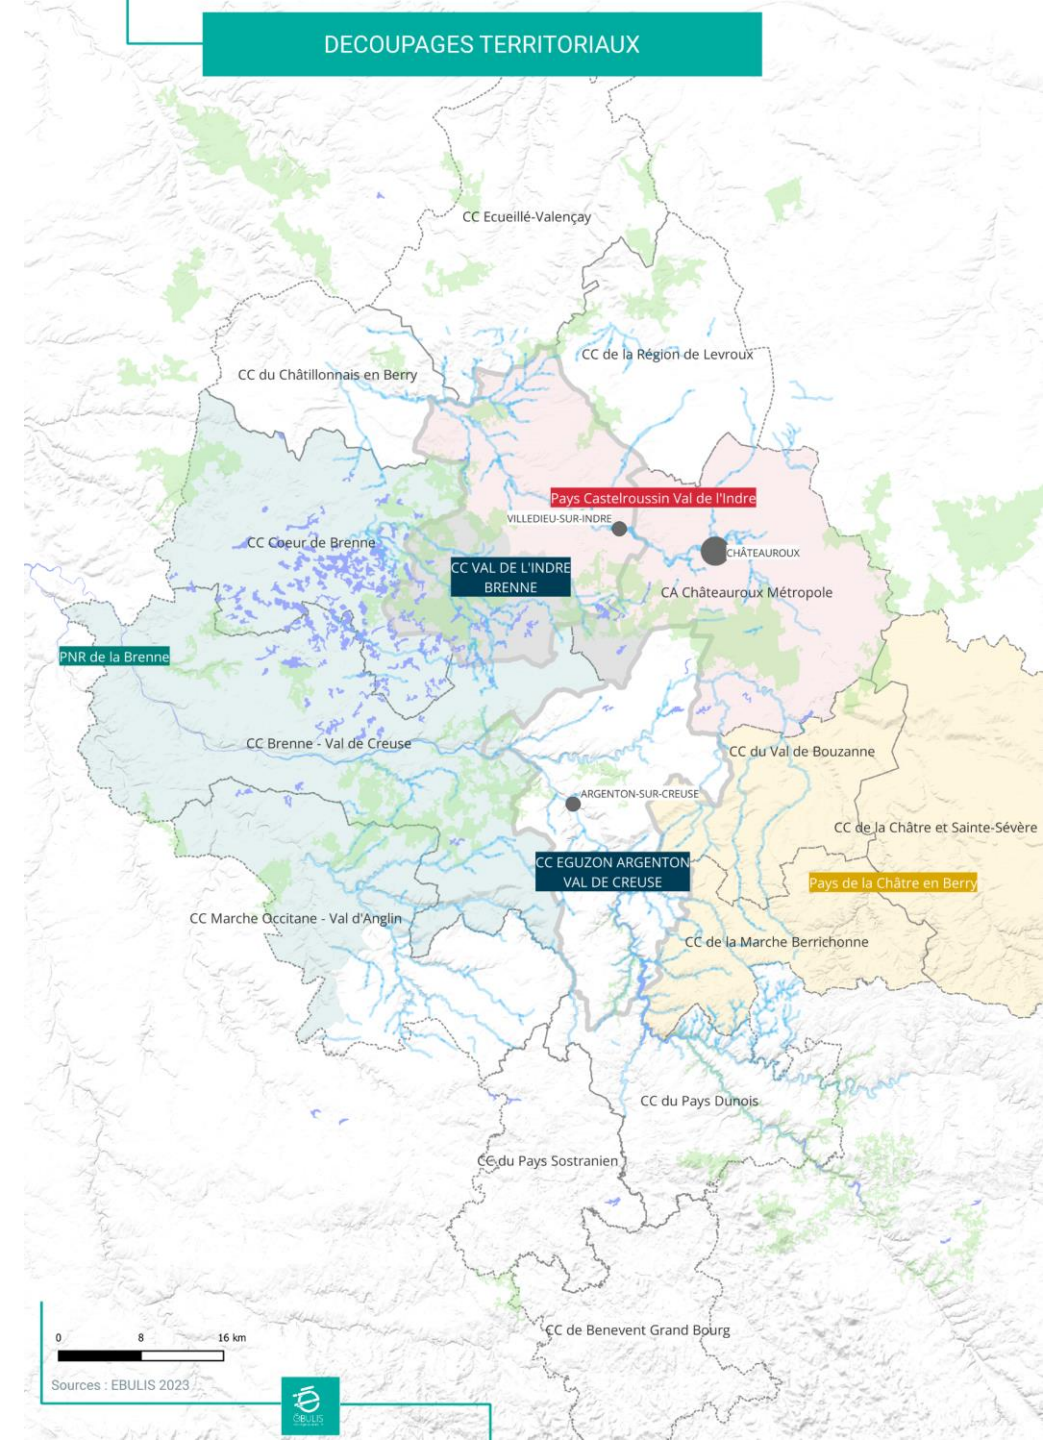 DECOUPAGES TERRITORIAUX
CC Ecueillé-Valençay
CC de la Région de Levroux
CC du Châtillonnais en Berry
Pays Castelroussin Val de l'Indre
VILLEDIEU-SUR-INDRE
CC Coeur de Brenne
CHÂTEAUROUX
CC VAL DE L'INDRE
BRENNE
CA Châteauroux Métropole
PNR de la Brenne
CC Brenne - Val de Creuse
CC du Val de Bouzanne
ARGENTON-SUR-CREUSE
CC de la Châtre et Sainte-Sévère
CC EGUZON ARGENTON
VAL DE CREUSE
Pays de la Châtre en Berry
CC Marche Occitane - Val d'Anglin
CC de la Marche Berrichonne
CC du Pays Dunois
CC du Pays Sostranien
CC de Benevent Grand Bourg
0 8 16 km
Sources : EBULIS 2023
ÉBULIS